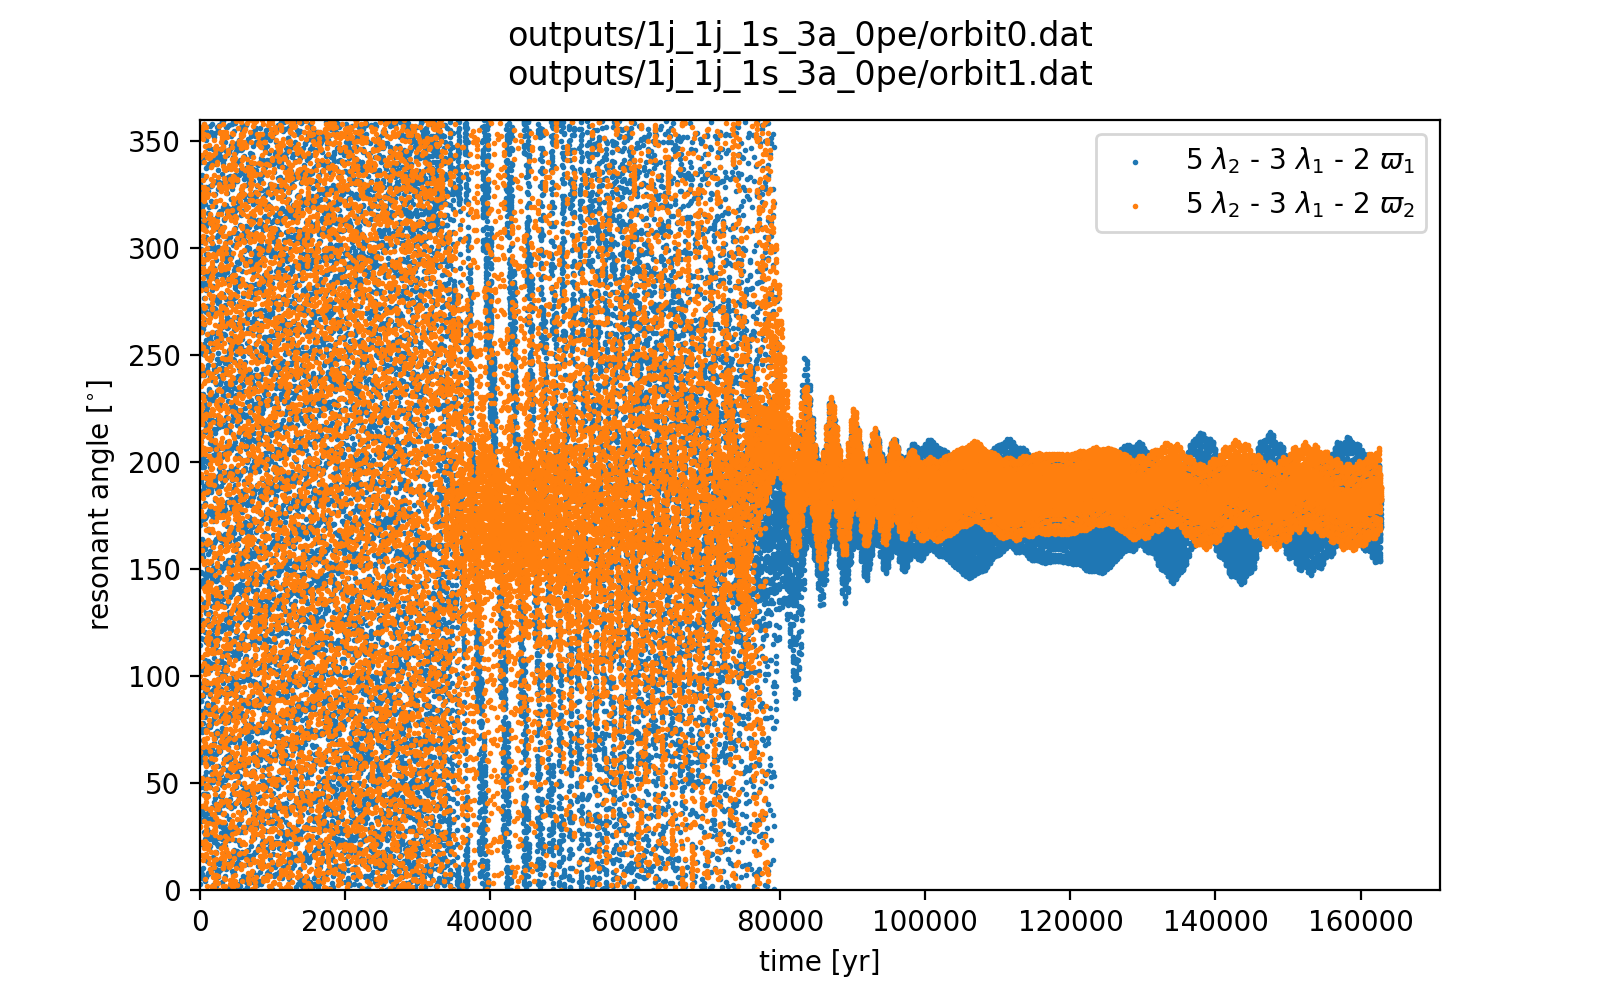 outputs/1j_1j_1s_3a_0pe/orbit0.dat
outputs/1j_1j_1s_3a_0pe/orbit1.dat
350
300
250
200
150
100
50
0
resonant angle [°]
5 λ₂ - 3 λ₁ - 2 ϖ₁
5 λ₂ - 3 λ₁ - 2 ϖ₂
0 20000 40000 60000 80000 100000 120000 140000 160000
time [yr]